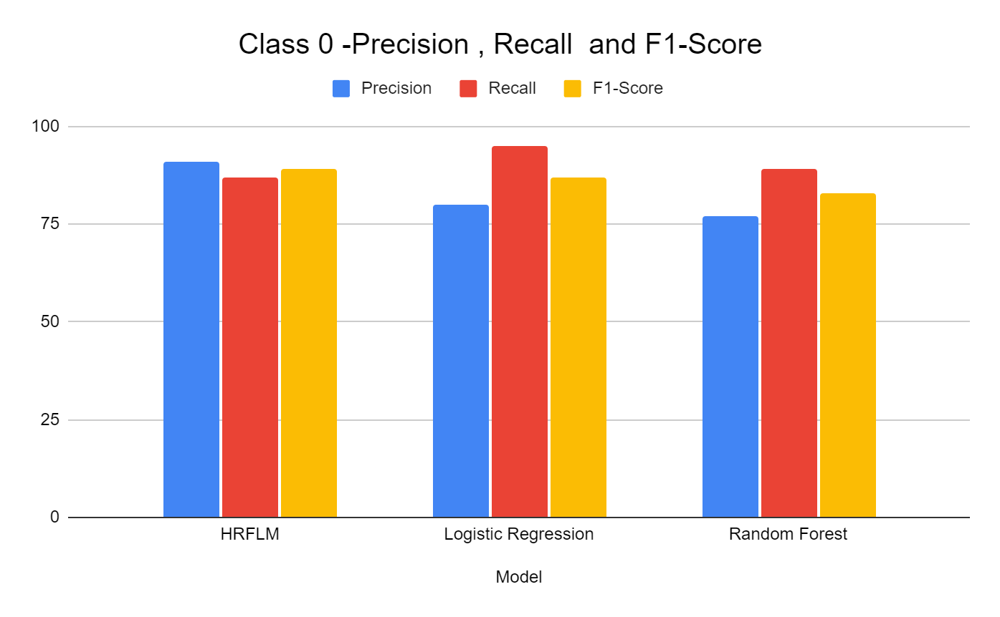 Class 0 -Precision , Recall  and F1-Score
Precision Recall F1-Score
100
75
50
25
0
HRFLM Logistic Regression Random Forest
Model